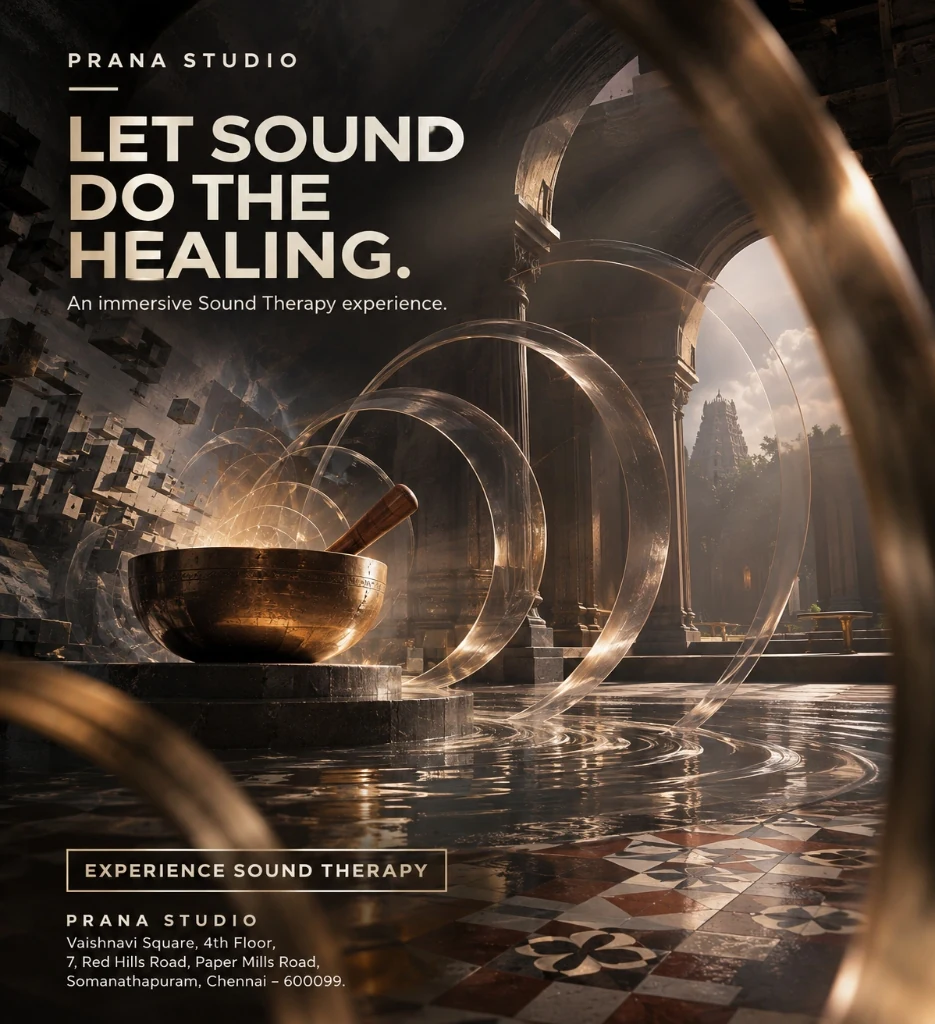 PRANA STUDIO
LET SOUND
DO THE
HEALING.
An immersive Sound Therapy experience.
EXPERIENCE SOUND THERAPY
PRANA STUDIO
Vaishnavi Square, 4th Floor,
7, Red Hills Road, Paper Mills Road,
Somanathapuram, Chennai – 600099.